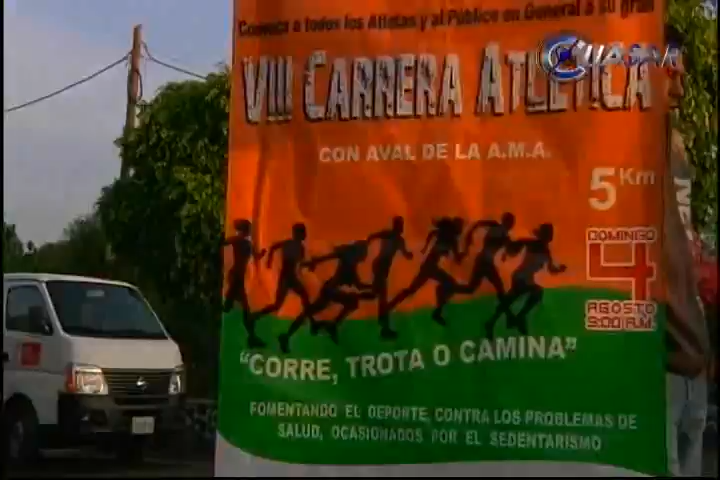 Convoca a todos los Atletas y al Público en General a su gran
VIII CARRERA ATLÉTICA
CUASAR
CON AVAL DE LA A.M.A.
5 Km
DOMINGO
4
AGOSTO
9:00 A.M.
"CORRE, TROTA O CAMINA"
FOMENTANDO EL DEPORTE, CONTRA LOS PROBLEMAS DE
SALUD, OCASIONADOS POR EL SEDENTARISMO